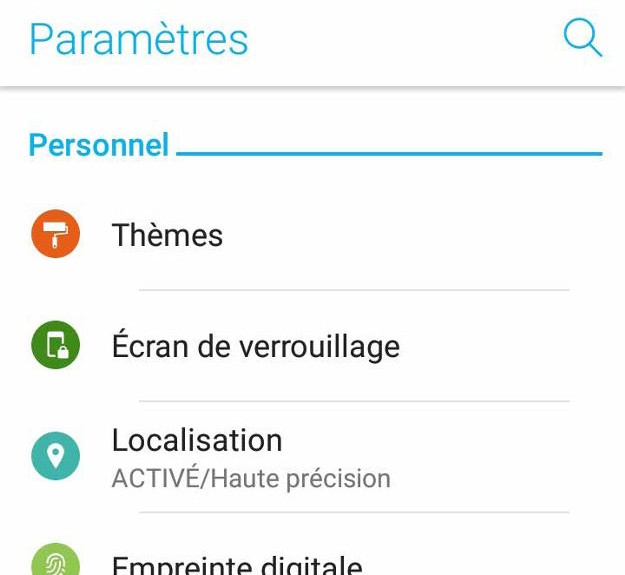 Paramètres
Personnel
Thèmes
Écran de verrouillage
Localisation
ACTIVÉ/Haute précision
Empreinte digitale